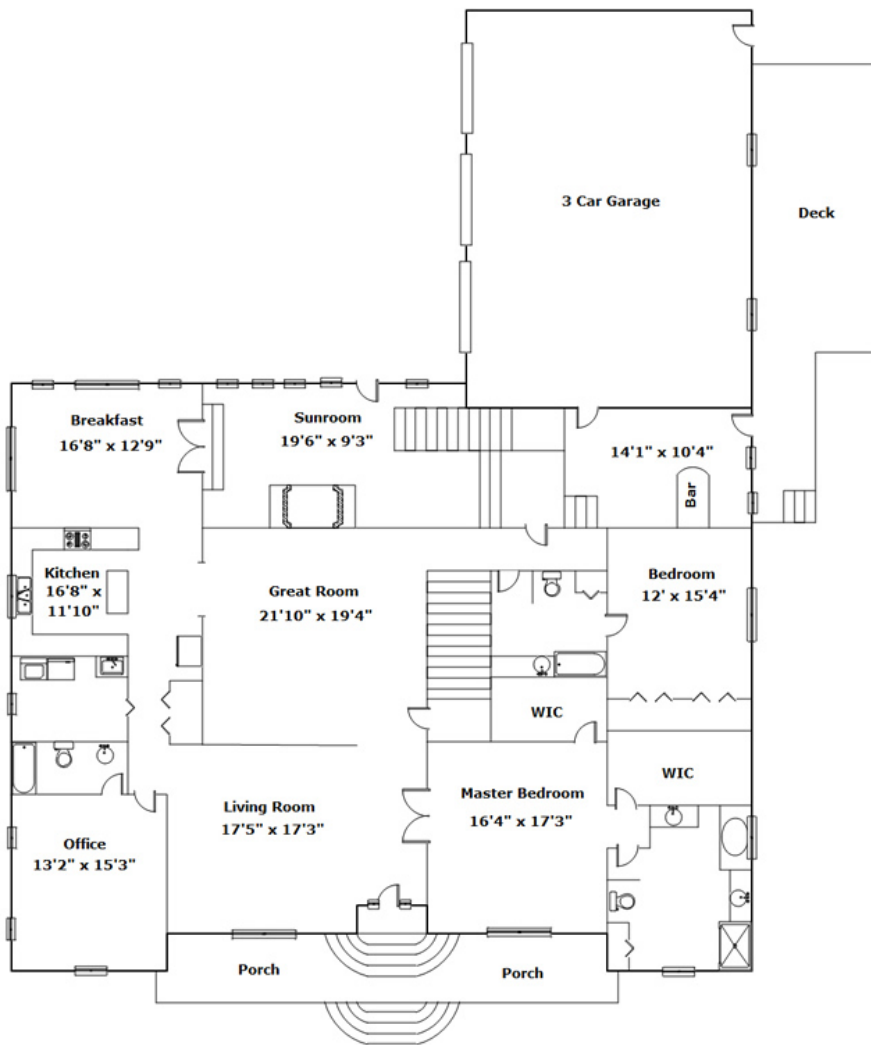 3 Car Garage
Deck
Breakfast
16'8" x 12'9"
Sunroom
19'6" x 9'3"
14'1" x 10'4"
Bar
Kitchen
16'8" x
11'10"
Great Room
21'10" x 19'4"
Bedroom
12' x 15'4"
WIC
WIC
Living Room
17'5" x 17'3"
Master Bedroom
16'4" x 17'3"
Office
13'2" x 15'3"
Porch
Porch